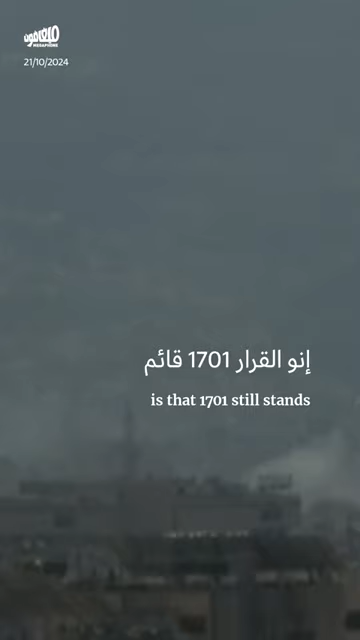 ميغافون
MEGAPHONE
21/10/2024
إنو القرار 1701 قائم
is that 1701 still stands